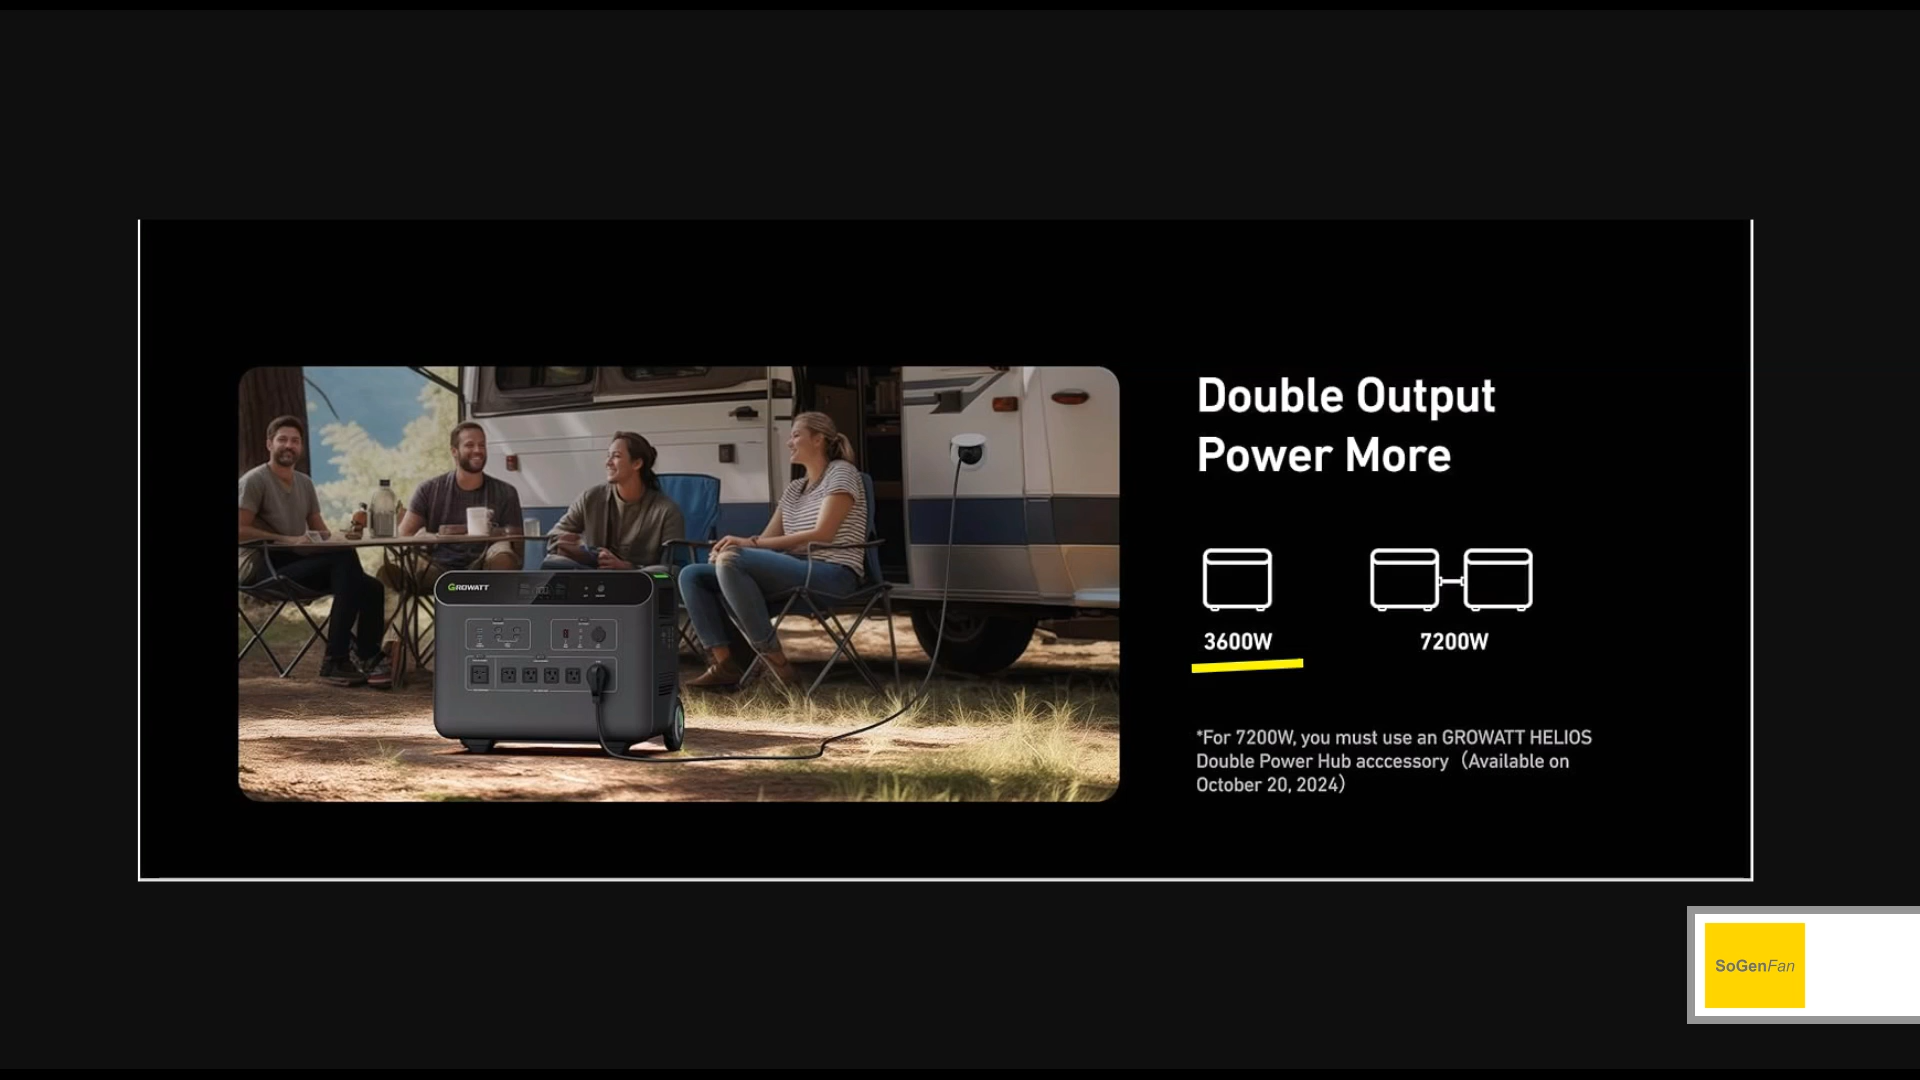 Double Output
Power More
GROWATT
3600W
7200W
*For 7200W, you must use an GROWATT HELIOS
Double Power Hub acccessory (Available on
October 20, 2024)
SoGenFan